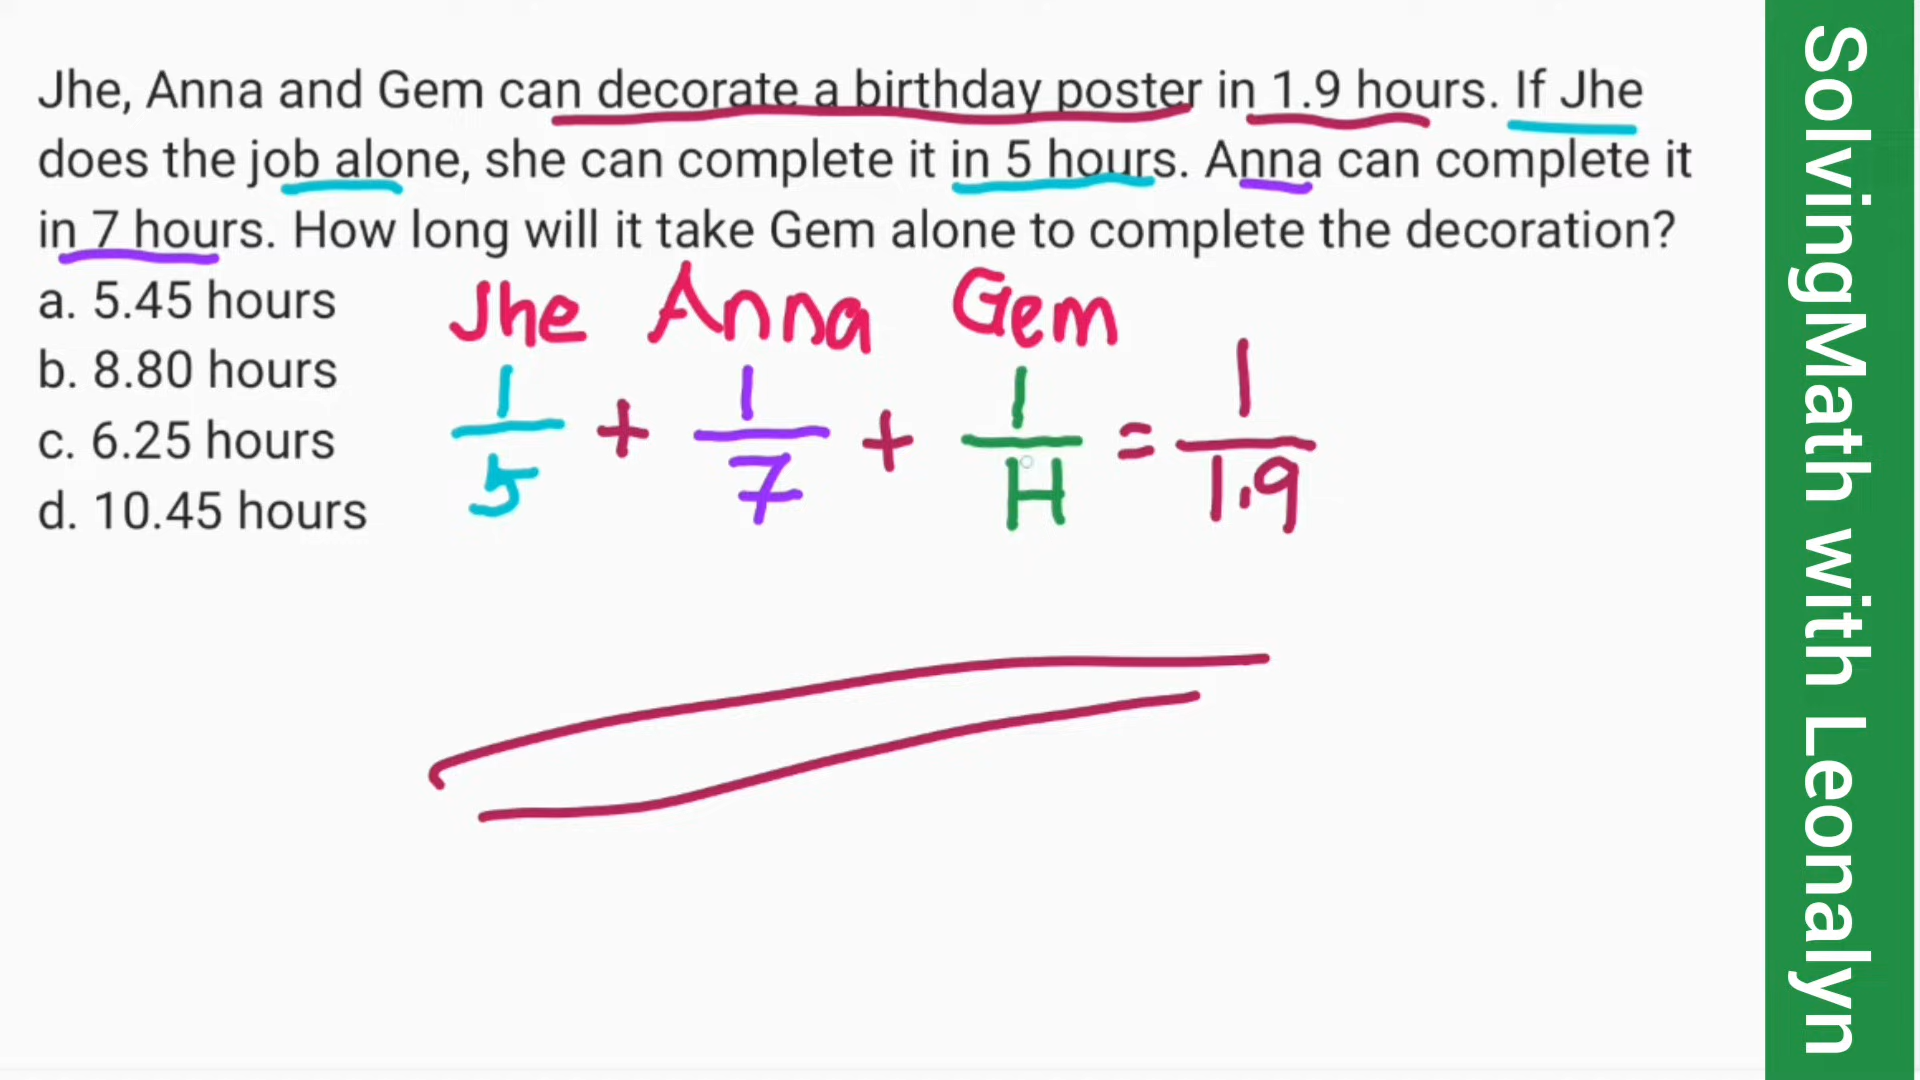 Jhe, Anna and Gem can decorate a birthday poster in 1.9 hours. If Jhe
does the job alone, she can complete it in 5 hours. Anna can complete it
in 7 hours. How long will it take Gem alone to complete the decoration?
a. 5.45 hours
b. 8.80 hours
c. 6.25 hours
d. 10.45 hours
Jhe Anna Gem
1/5 + 1/7 + 1/H = 1/1.9
SolvingMath with Leonalyn